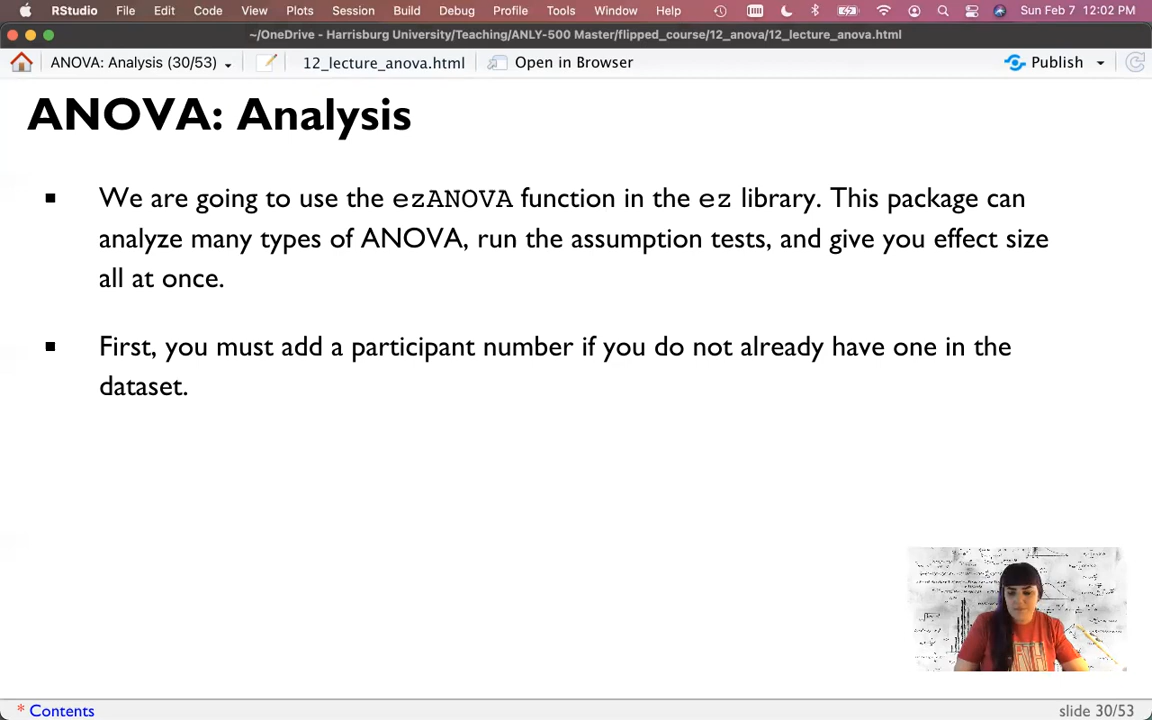 RStudio File Edit Code View Plots Session Build Debug Profile Tools Window Help Sun Feb 7 12:02 PM
~/OneDrive - Harrisburg University/Teaching/ANLY-500 Master/flipped_course/12_anova/12_lecture_anova.html
ANOVA: Analysis (30/53) 12_lecture_anova.html Open in Browser Publish
ANOVA: Analysis
We are going to use the ezANOVA function in the ez library. This package can
analyze many types of ANOVA, run the assumption tests, and give you effect size
all at once.
First, you must add a participant number if you do not already have one in the
dataset.
* Contents slide 30/53